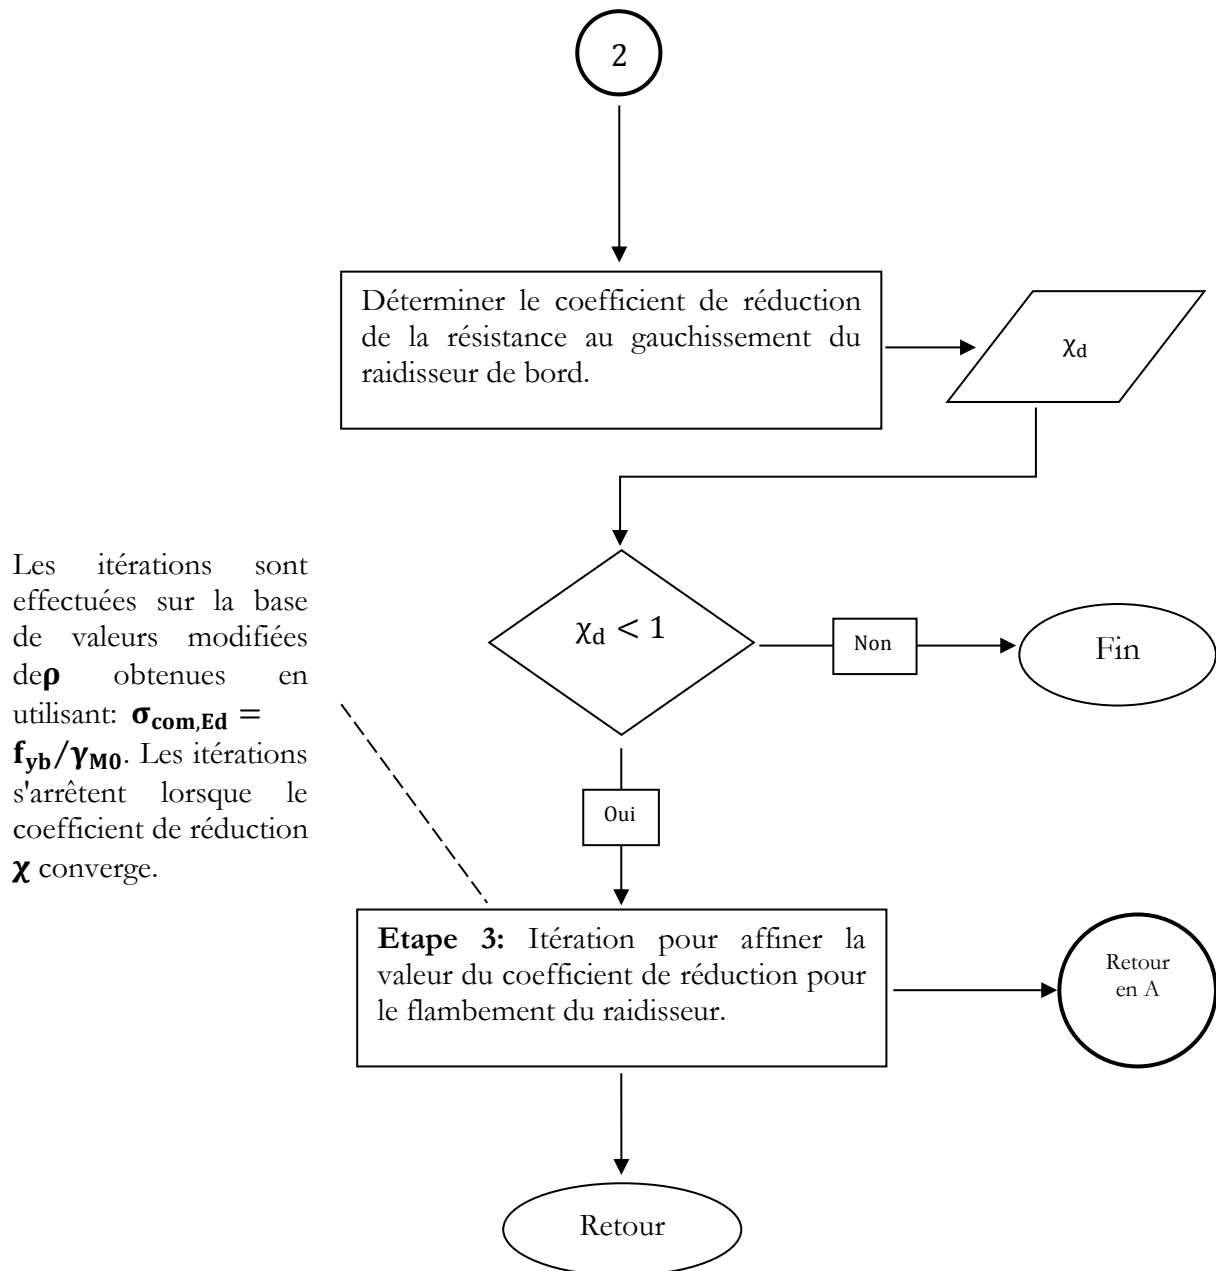 2
Déterminer le coefficient de réduction
de la résistance au gauchissement du
raidisseur de bord.
χd
χd < 1
Non
Fin
Les itérations sont
effectuées sur la base
de valeurs modifiées
deρ obtenues en
utilisant: σcom,Ed =
fyb/γM0. Les itérations
s'arrêtent lorsque le
coefficient de réduction
χ converge.
Oui
Etape 3: Itération pour affiner la
valeur du coefficient de réduction pour
le flambement du raidisseur.
Retour
en A
Retour